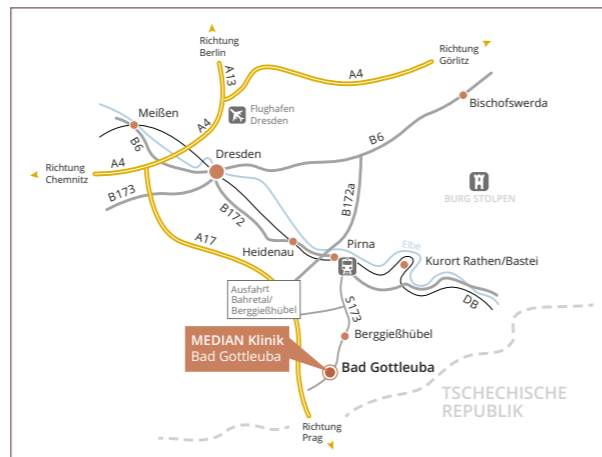 Richtung
Berlin
Richtung
Görlitz
A13
A4
Bischofswerda
Meißen
Flughafen
Dresden
A4
B6
B6
Dresden
Richtung
Chemnitz
A4
B173
B172a
BURG STOLPEN
B172
A17
Heidenau
Pirna
Elbe
Kurort Rathen/Bastei
Ausfahrt
Bahretal/
Berggießhübel
DB
S173
MEDIAN Klinik
Bad Gottleuba
Berggießhübel
Bad Gottleuba
TSCHECHISCHE
REPUBLIK
Richtung
Prag